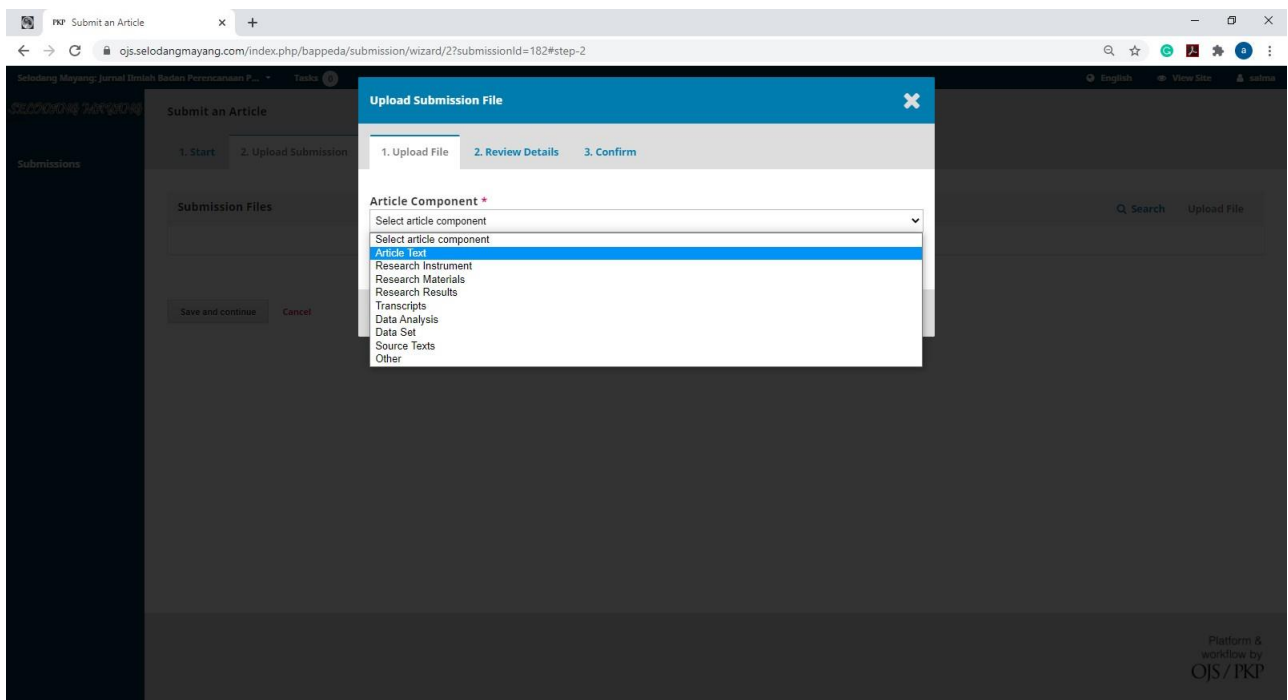 PKP Submit an Article
ojs.selodangmayang.com/index.php/bappeda/submission/wizard/2?submissionId=182#step-2
a
Selodang Mayang: Jurnal Ilmiah Badan Perencanaan P... Tasks 0
English View Site salma
SELODANG MAYANG
Submit an Article
Submissions
1. Start 2. Upload Submission
Submission Files
Search Upload File
Save and continue Cancel
Upload Submission File
1. Upload File 2. Review Details 3. Confirm
Article Component *
Select article component
Select article component
Article Text
Research Instrument
Research Materials
Research Results
Transcripts
Data Analysis
Data Set
Source Texts
Other
Platform &
workflow by
OJS / PKP